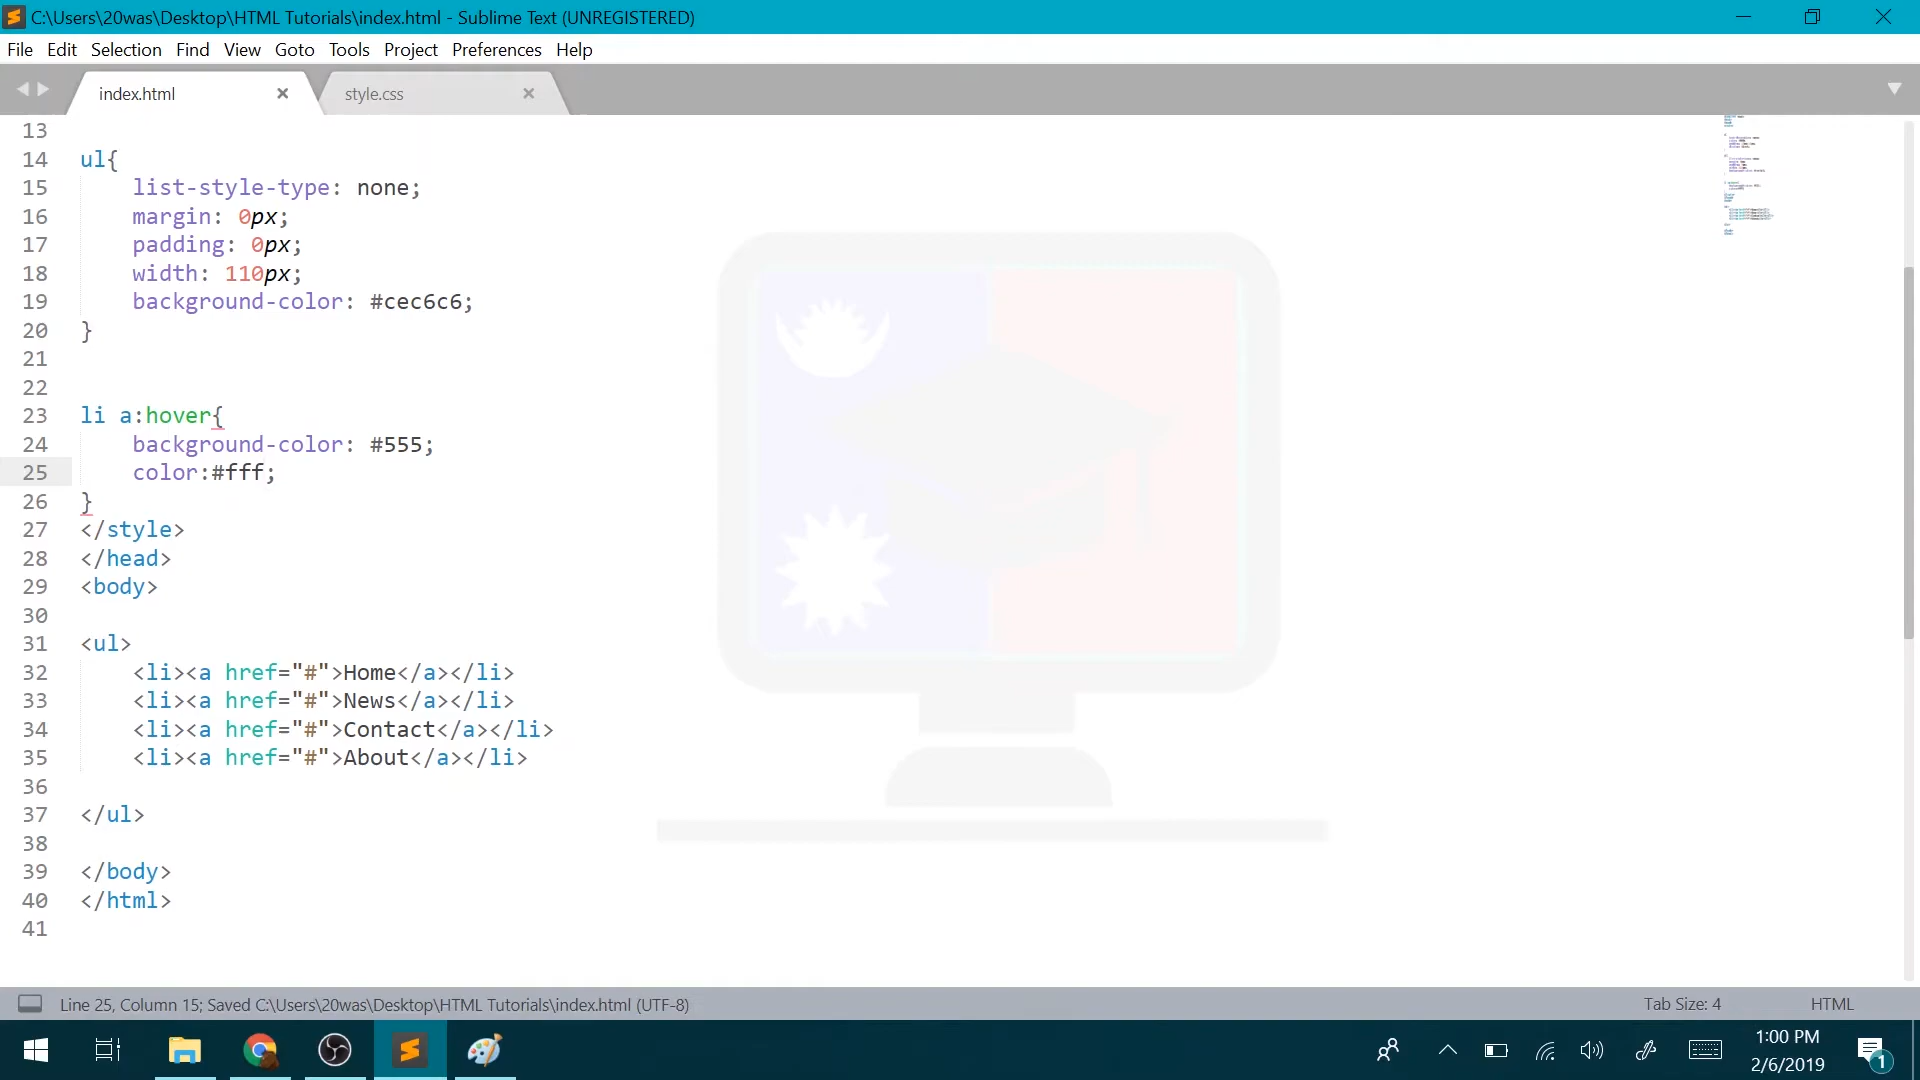 C:\Users\20was\Desktop\HTML Tutorials\index.html - Sublime Text (UNREGISTERED)
File Edit Selection Find View Goto Tools Project Preferences Help
index.html
style.css
13
14 ul{
15 list-style-type: none;
16 margin: 0px;
17 padding: 0px;
18 width: 110px;
19 background-color: #cec6c6;
20 }
21
22
23 li a:hover{
24 background-color: #555;
25 color:#fff;
26 }
27 </style>
28 </head>
29 <body>
30
31 <ul>
32 <li><a href="#">Home</a></li>
33 <li><a href="#">News</a></li>
34 <li><a href="#">Contact</a></li>
35 <li><a href="#">About</a></li>
36
37 </ul>
38
39 </body>
40 </html>
41
Line 25, Column 15; Saved C:\Users\20was\Desktop\HTML Tutorials\index.html (UTF-8)
Tab Size: 4
HTML
1:00 PM
2/6/2019
1